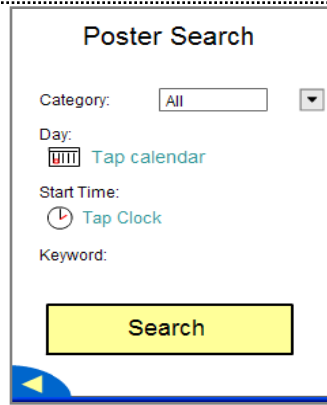 Poster Search
Category: All
Day:
Tap calendar
Start Time:
Tap Clock
Keyword:
Search